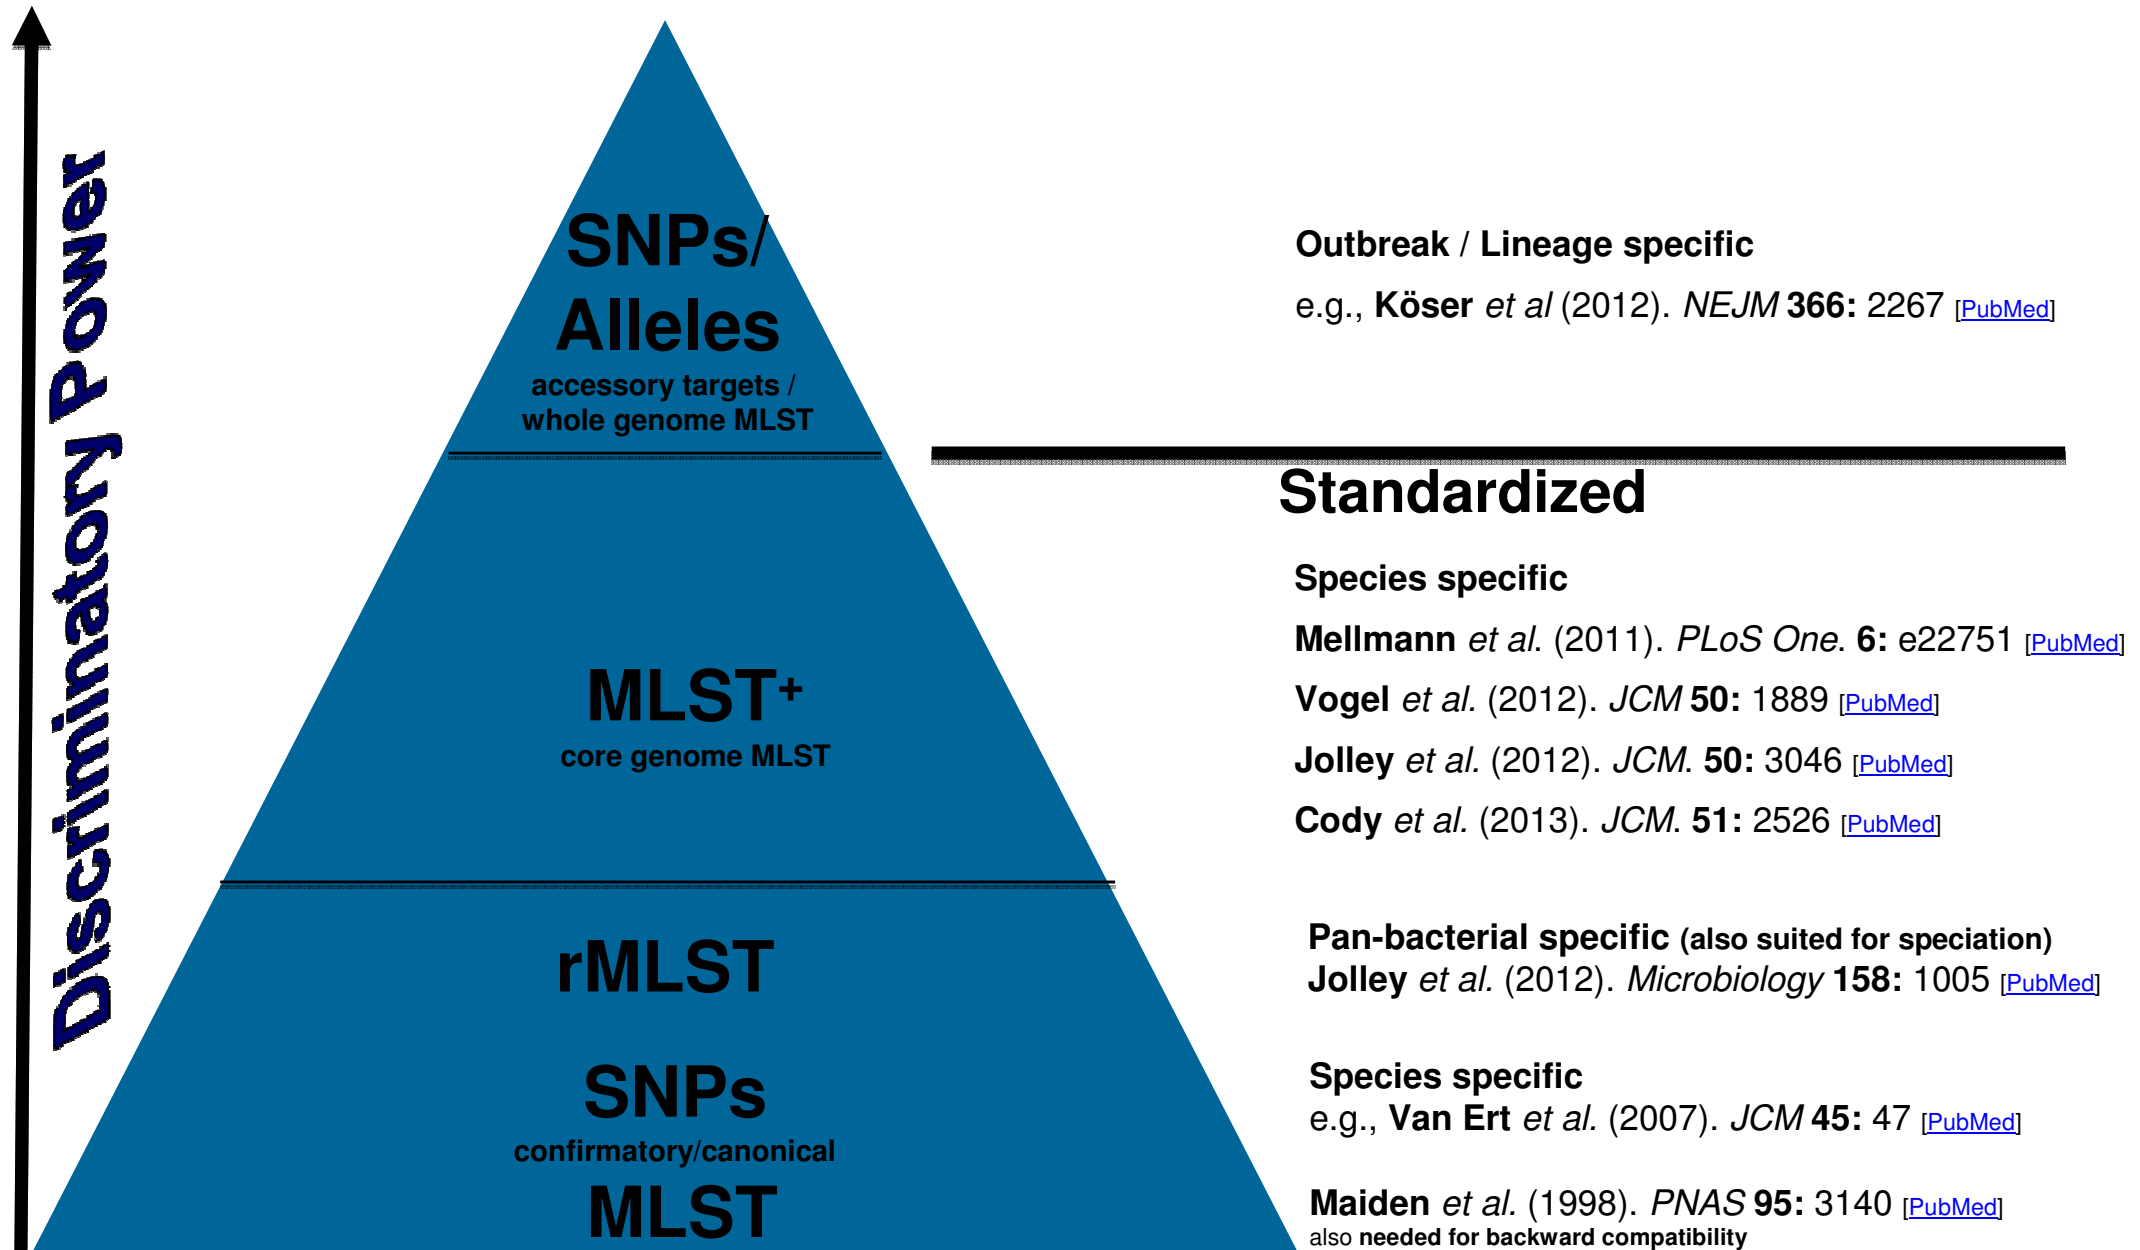 Discriminatory Power
SNPs/
Alleles
accessory targets /
whole genome MLST
Outbreak / Lineage specific
e.g., Köser et al (2012). NEJM 366: 2267 [PubMed]
Standardized
MLST+
core genome MLST
Species specific
Mellmann et al. (2011). PLoS One. 6: e22751 [PubMed]
Vogel et al. (2012). JCM 50: 1889 [PubMed]
Jolley et al. (2012). JCM. 50: 3046 [PubMed]
Cody et al. (2013). JCM. 51: 2526 [PubMed]
rMLST
Pan-bacterial specific (also suited for speciation)
Jolley et al. (2012). Microbiology 158: 1005 [PubMed]
SNPs
confirmatory/canonical
Species specific
e.g., Van Ert et al. (2007). JCM 45: 47 [PubMed]
MLST
Maiden et al. (1998). PNAS 95: 3140 [PubMed]
also needed for backward compatibility